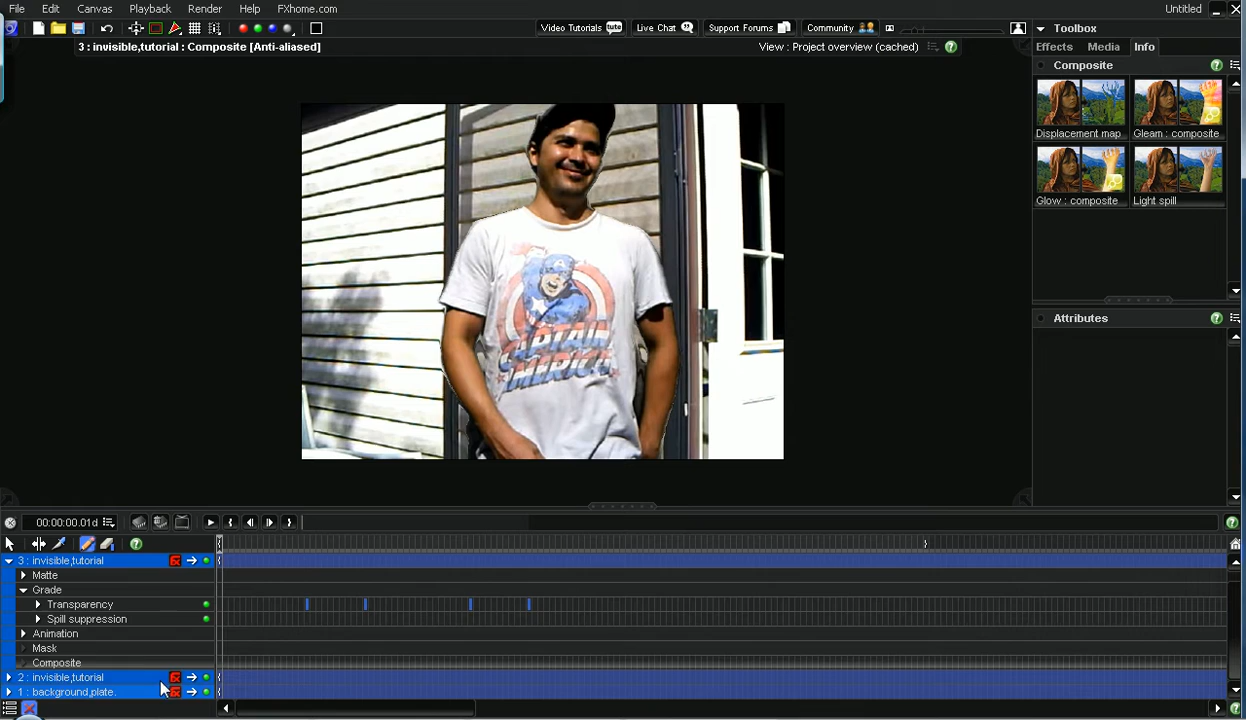 File Edit Canvas Playback Render Help FXhome.com Untitled
Video Tutorials tute Live Chat Support Forums Community Toolbox
3 : invisible,tutorial : Composite [Anti-aliased] View : Project overview (cached) Effects Media Info
Composite
Displacement map Gleam : composite
Glow : composite Light spill
Attributes
CAPTAIN
MERICA
00:00:00.01d
3 : invisible,tutorial
Matte
Grade
Transparency
Spill suppression
Animation
Mask
Composite
2 : invisible,tutorial
1 : background,plate.